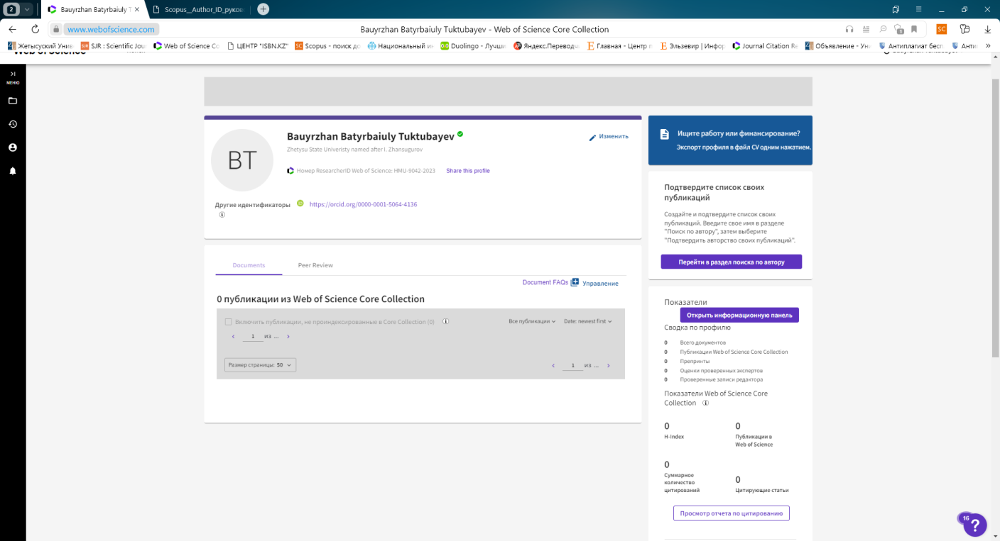 2
Bauyrzhan Batyrbaiuly T
Scopus_Author_ID_руков
www.webofscience.com
Bauyrzhan Batyrbaiuly Tuktubayev - Web of Science Core Collection
SC
Жетысуский Унив
SJR : Scientific Jou
Web of Science Co
ЦЕНТР "ISBN.KZ"
Scopus - поиск до
Национальный ин
Duolingo - Лучши
Яндекс.Перевод
Главная - Центр п
Эльзевир | Инфор
Journal Citation Re
Объявление - Уни
Антиплагиат бесп
Анти
»
МЕНЮ
BT
Bauyrzhan Batyrbaiuly Tuktubayev
Изменить
Zhetysu State Univeristy named after I. Zhansugurov
Номер ResearcherID Web of Science: HMU-9042-2023
Share this profile
Другие идентификаторы
https://orcid.org/0000-0001-5064-4136
Documents
Peer Review
Document FAQs
Управление
0 публикации из Web of Science Core Collection
Включить публикации, не проиндексированные в Core Collection (0)
Все публикации
Date: newest first
1 из ...
Размер страницы: 50
1 из ...
Ищите работу или финансирование?
Экспорт профиля в файл CV одним нажатием.
Подтвердите список своих
публикаций
Создайте и подтвердите список своих
публикаций. Введите свое имя в разделе
"Поиск по автору", затем выберите
"Подтвердить авторство своих публикаций".
Перейти в раздел поиска по автору
Показатели
Открыть информационную панель
Сводка по профилю
0 Всего документов
0 Публикации Web of Science Core Collection
0 Препринты
0 Оценки проверенных экспертов
0 Проверенные записи редактора
Показатели Web of Science Core
Collection
0
H-Index
0
Публикации в
Web of Science
0
Суммарное
количество
цитирований
0
Цитирующие статьи
Просмотр отчета по цитированию
16
?